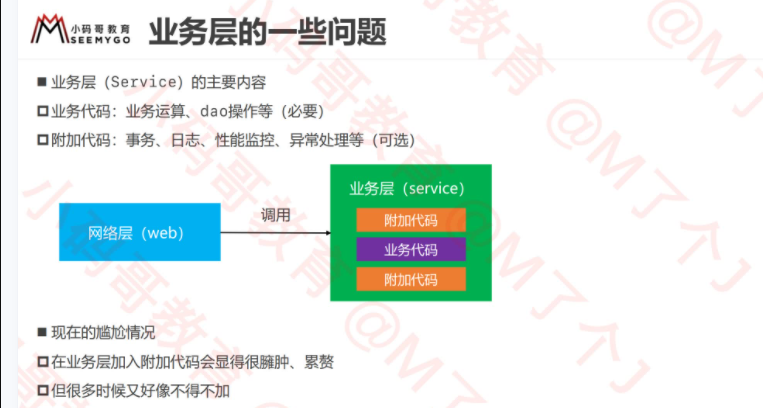 小码哥教育
SEEMYGO
业务层的一些问题
■ 业务层（Service）的主要内容
业务代码：业务运算、dao操作等（必要）
附加代码：事务、日志、性能监控、异常处理等（可选）
业务层（service）
附加代码
业务代码
附加代码
网络层（web）
调用
■ 现在的尴尬情况
在业务层加入附加代码会显得很臃肿、累赘
但很多时候又好像不得不加
小码哥教育 @M了个J